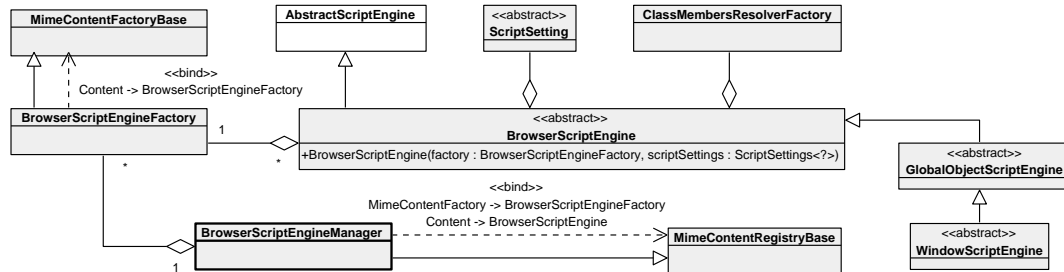 MimeContentFactoryBase
AbstractScriptEngine
<<abstract>>
ScriptSetting
ClassMembersResolverFactory
<<bind>>
Content -> BrowserScriptEngineFactory
BrowserScriptEngineFactory
1
*
*
<<abstract>>
BrowserScriptEngine
+BrowserScriptEngine(factory : BrowserScriptEngineFactory, scriptSettings : ScriptSettings<?>)
<<abstract>>
GlobalObjectScriptEngine
<<bind>>
MimeContentFactory -> BrowserScriptEngineFactory
Content -> BrowserScriptEngine
BrowserScriptEngineManager
1
MimeContentRegistryBase
<<abstract>>
WindowScriptEngine